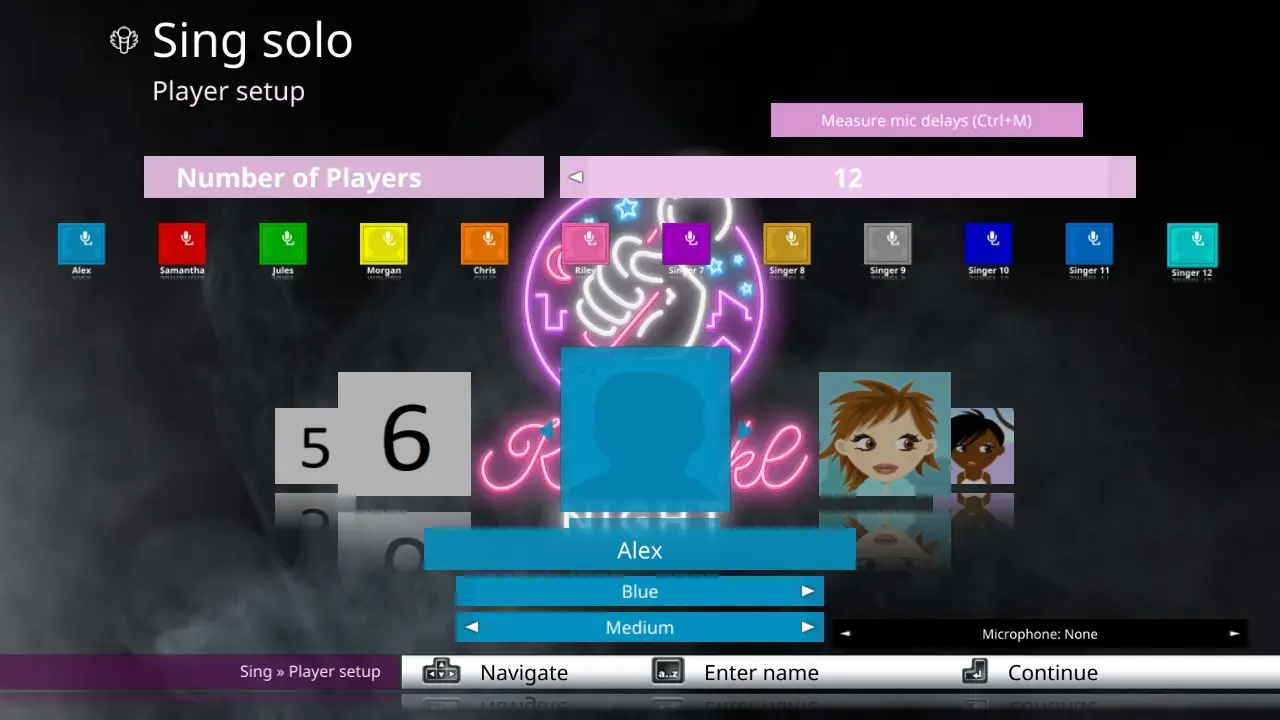 Sing solo
Player setup
Measure mic delays (Ctrl+M)
Number of Players
12
Alex
Samantha
Jules
Morgan
Chris
Riley
Singer 7
Singer 8
Singer 9
Singer 10
Singer 11
Singer 12
5
6
NIGHT
Alex
Blue
Medium
Microphone: None
Sing » Player setup
Navigate
Enter name
Continue